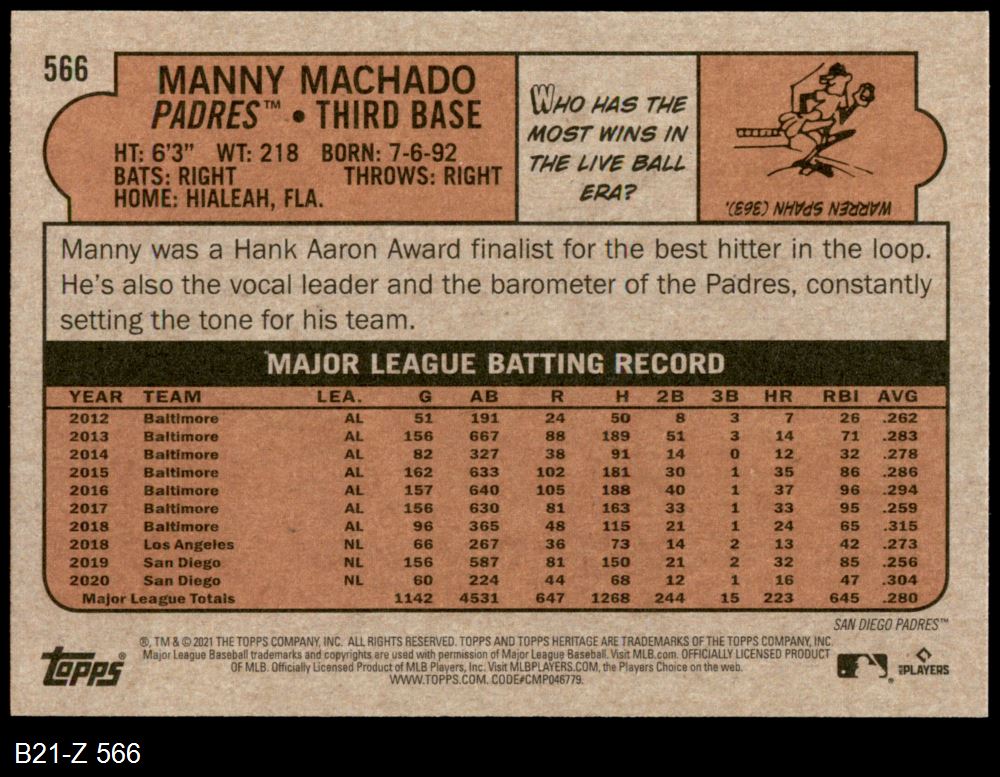 566
MANNY MACHADO
PADRES™ • THIRD BASE
HT: 6'3" WT: 218 BORN: 7-6-92
BATS: RIGHT THROWS: RIGHT
HOME: HIALEAH, FLA.
WHO HAS THE
MOST WINS IN
THE LIVE BALL
ERA?
WARREN SPAHN (363).
Manny was a Hank Aaron Award finalist for the best hitter in the loop.
He's also the vocal leader and the barometer of the Padres, constantly
setting the tone for his team.
MAJOR LEAGUE BATTING RECORD
YEAR TEAM LEA. G AB R H 2B 3B HR RBI AVG
2012 Baltimore AL 51 191 24 50 8 3 7 26 .262
2013 Baltimore AL 156 667 88 189 51 3 14 71 .283
2014 Baltimore AL 82 327 38 91 14 0 12 32 .278
2015 Baltimore AL 162 633 102 181 30 1 35 86 .286
2016 Baltimore AL 157 640 105 188 40 1 37 96 .294
2017 Baltimore AL 156 630 81 163 33 1 33 95 .259
2018 Baltimore AL 96 365 48 115 21 1 24 65 .315
2018 Los Angeles NL 66 267 36 73 14 2 13 42 .273
2019 San Diego NL 156 587 81 150 21 2 32 85 .256
2020 San Diego NL 60 224 44 68 12 1 16 47 .304
Major League Totals 1142 4531 647 1268 244 15 223 645 .280
SAN DIEGO PADRES™
®, TM & © 2021 THE TOPPS COMPANY, INC. ALL RIGHTS RESERVED. TOPPS AND TOPPS HERITAGE ARE TRADEMARKS OF THE TOPPS COMPANY, INC.
Major League Baseball trademarks and copyrights are used with permission of Major League Baseball. Visit MLB.com. OFFICIALLY LICENSED PRODUCT
OF MLB. Officially Licensed Product of MLB Players, Inc. Visit MLBPLAYERS.COM, the Players Choice on the web.
WWW.TOPPS.COM. CODE#CMP046779.
Topps®
MLB PLAYERS
B21-Z 566